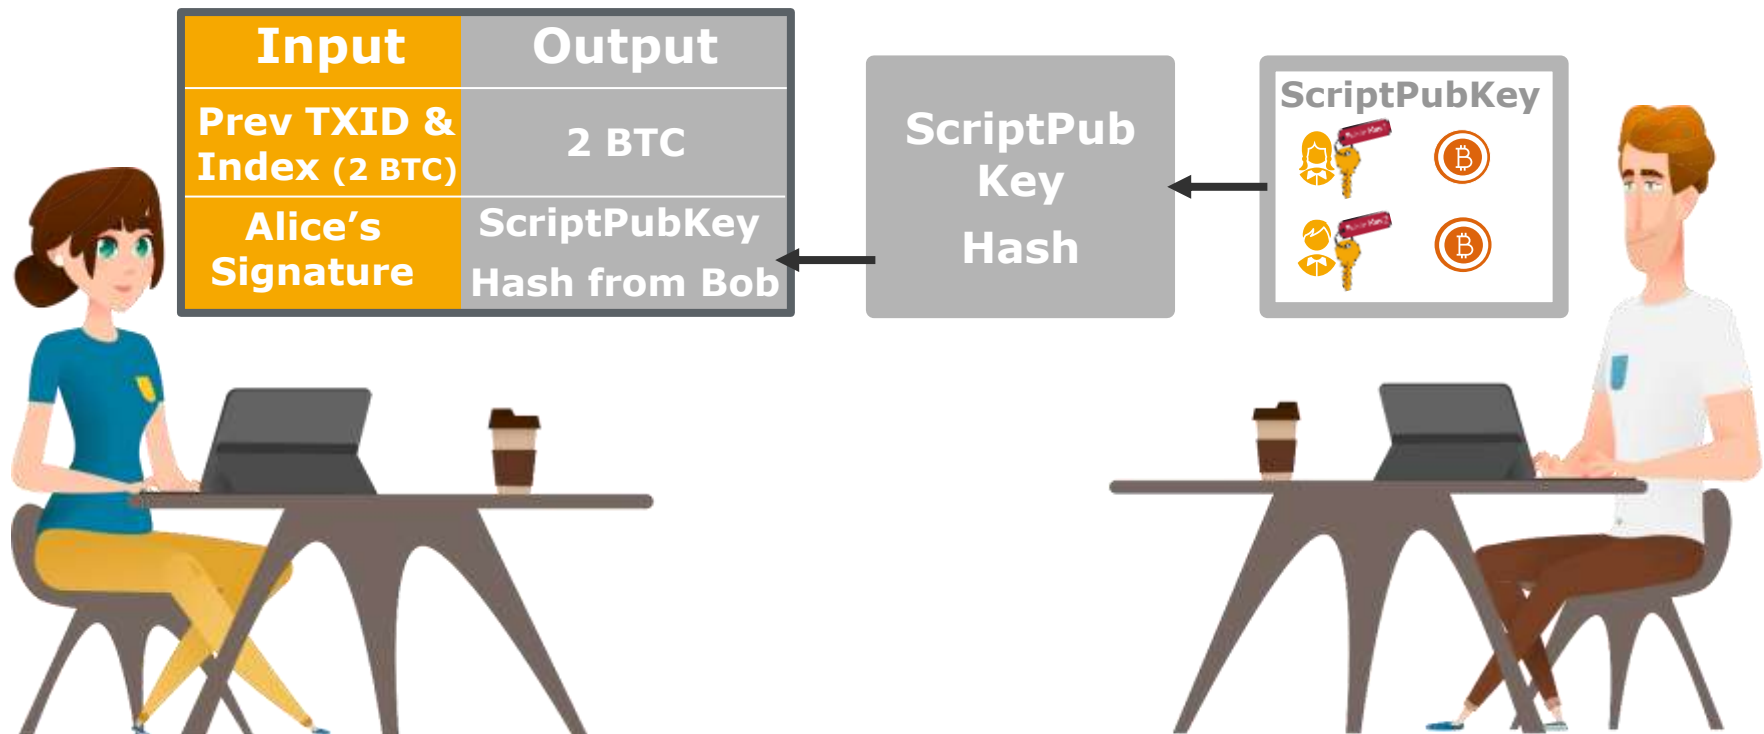 Input
Output
Prev TXID &
Index (2 BTC)
2 BTC
Alice's
Signature
ScriptPubKey
Hash from Bob
ScriptPub
Key
Hash
ScriptPubKey